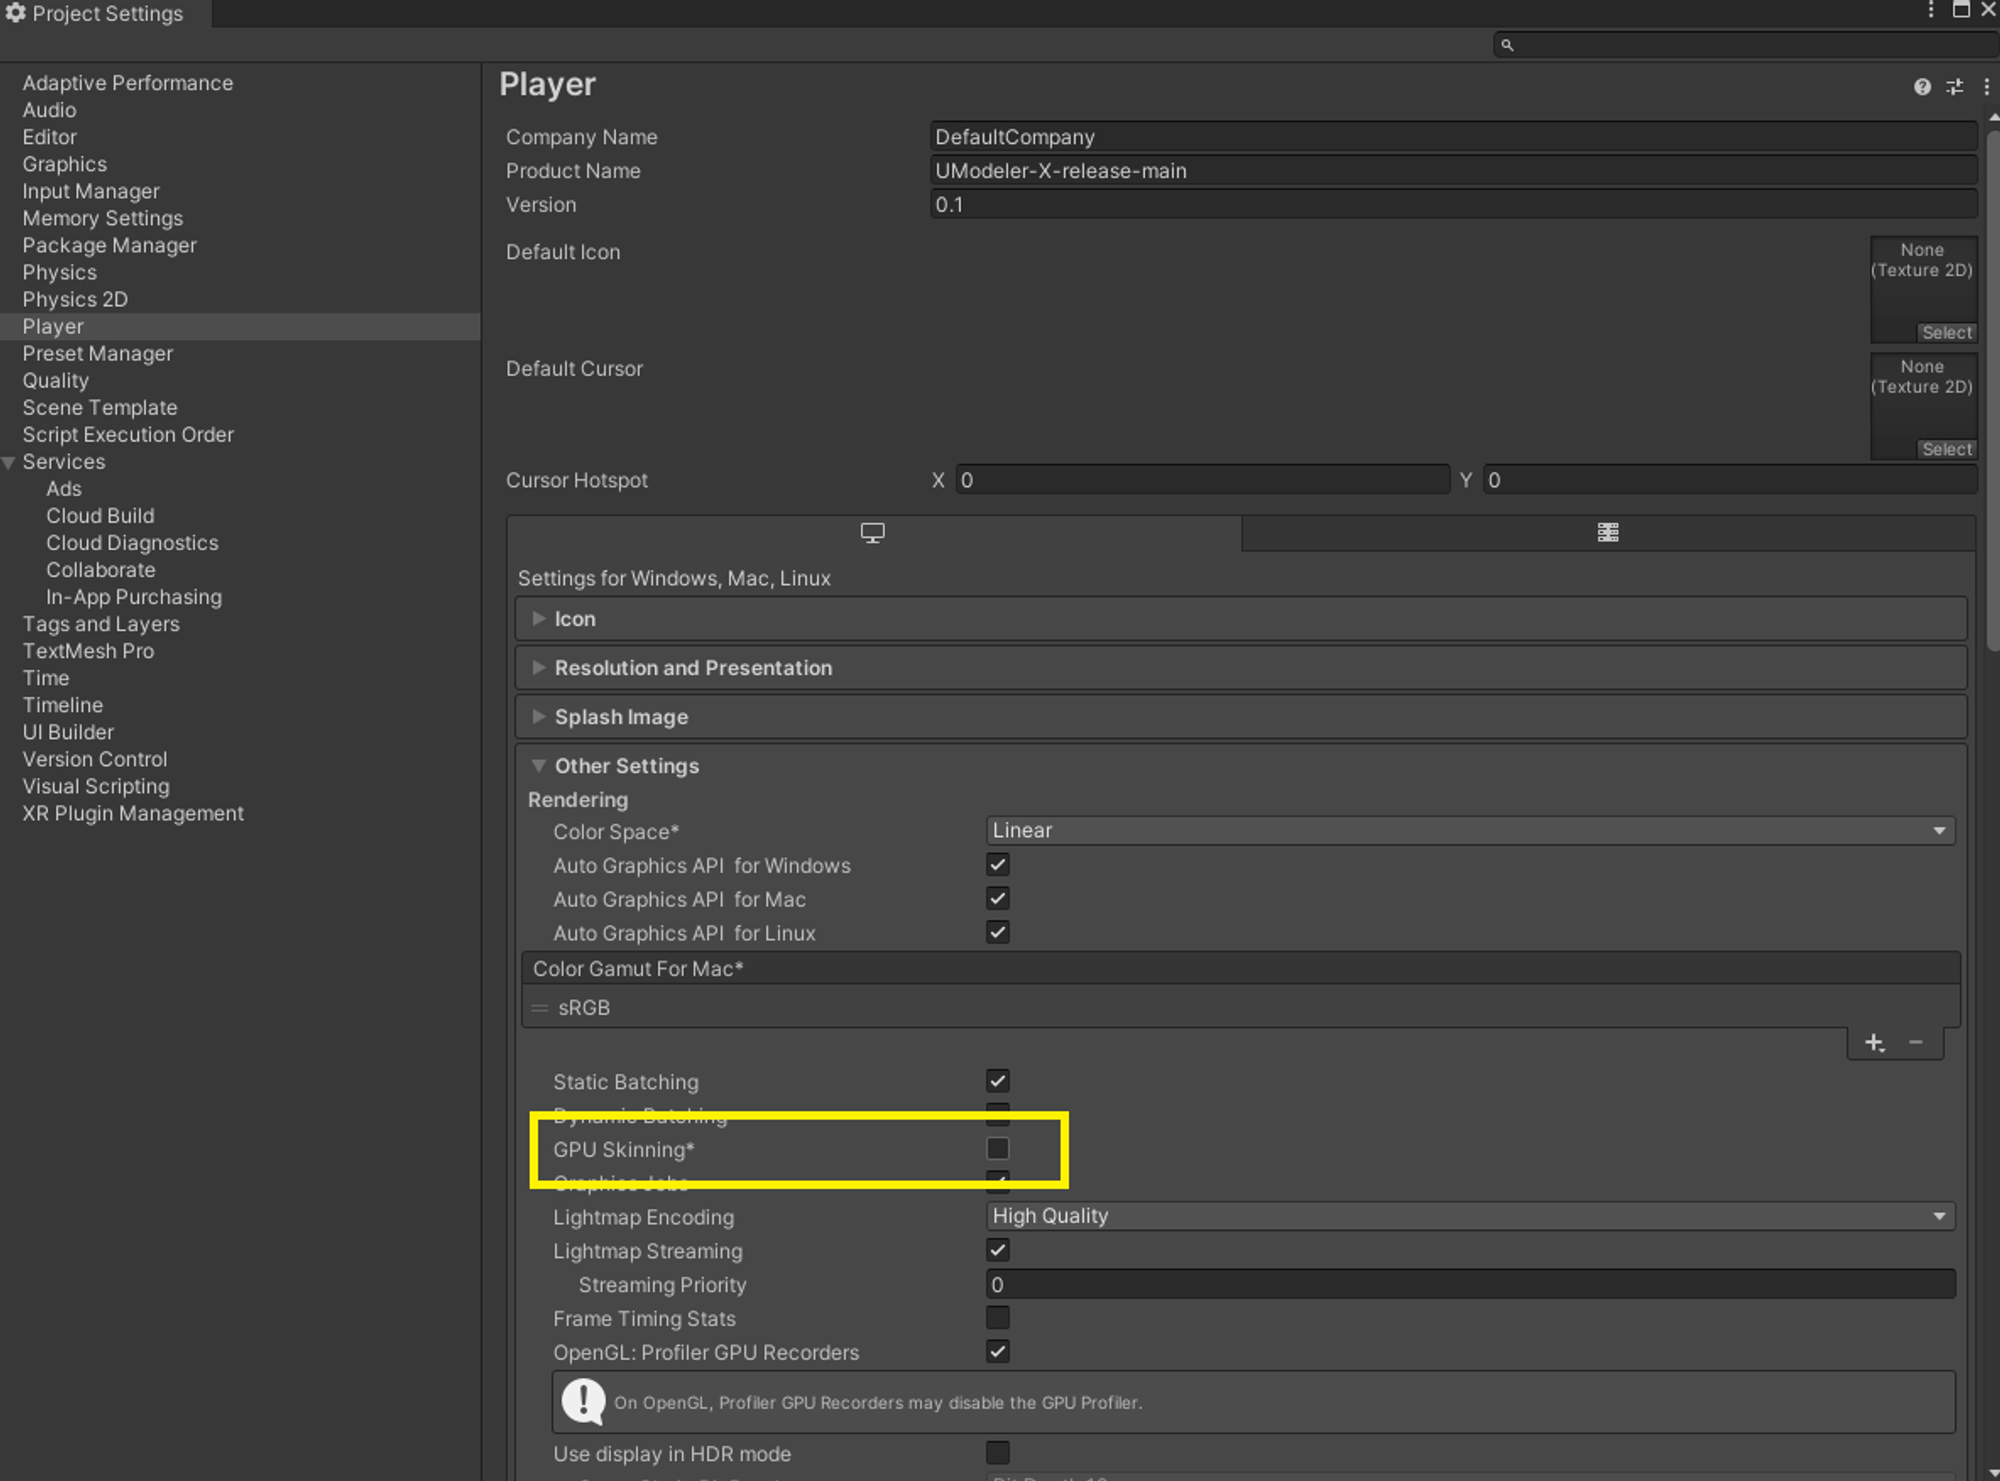 Project Settings
Adaptive Performance
Audio
Editor
Graphics
Input Manager
Memory Settings
Package Manager
Physics
Physics 2D
Player
Preset Manager
Quality
Scene Template
Script Execution Order
Services
Ads
Cloud Build
Cloud Diagnostics
Collaborate
In-App Purchasing
Tags and Layers
TextMesh Pro
Time
Timeline
UI Builder
Version Control
Visual Scripting
XR Plugin Management
Player
Company Name DefaultCompany
Product Name UModeler-X-release-main
Version 0.1
Default Icon
None
(Texture 2D)
Select
Default Cursor
None
(Texture 2D)
Select
Cursor Hotspot X 0 Y 0
Settings for Windows, Mac, Linux
Icon
Resolution and Presentation
Splash Image
Other Settings
Rendering
Color Space* Linear
Auto Graphics API for Windows
Auto Graphics API for Mac
Auto Graphics API for Linux
Color Gamut For Mac*
sRGB
Static Batching
Dynamic Batching
GPU Skinning*
Graphics Jobs
Lightmap Encoding High Quality
Lightmap Streaming
Streaming Priority 0
Frame Timing Stats
OpenGL: Profiler GPU Recorders
On OpenGL, Profiler GPU Recorders may disable the GPU Profiler.
Use display in HDR mode